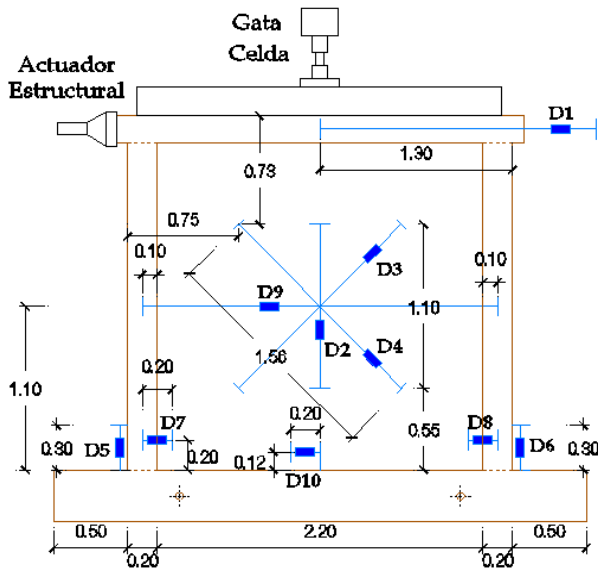 Gata
Celda
Actuador
Estructural
D1
1.30
0.73
0.75
0.10
D3
0.10
D9
1.10
D2
D4
1.56
1.10
0.20
0.20
0.55
D7
D8
0.30
D5
0.20
0.12
D6
0.30
D10
0.50
2.20
0.50
0.20
0.20